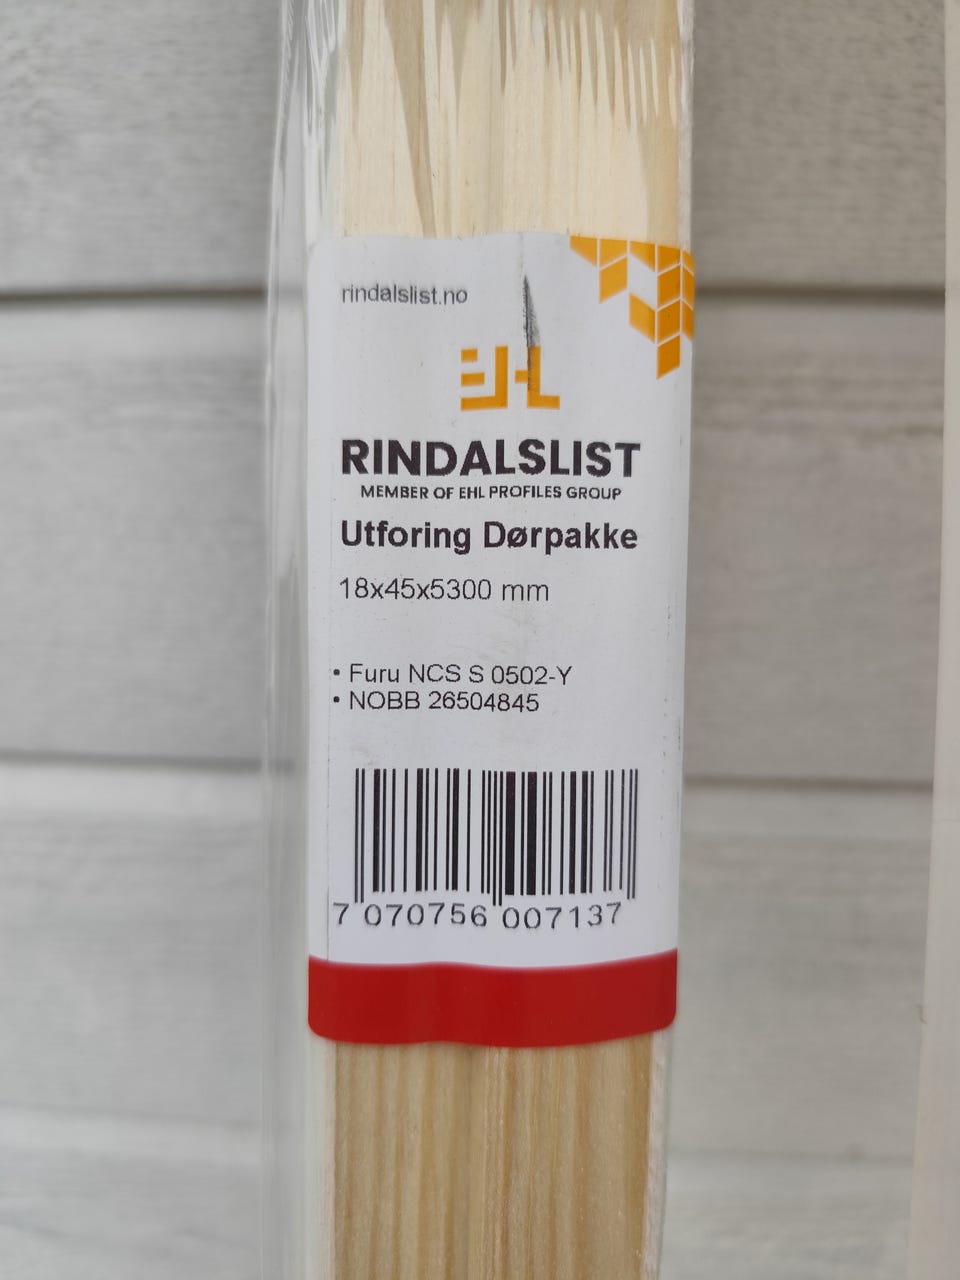 rindalslist.no
EHL
RINDALSLIST
MEMBER OF EHL PROFILES GROUP
Utforing Dørpakke
18x45x5300 mm
• Furu NCS S 0502-Y
• NOBB 26504845
7 070756 007137